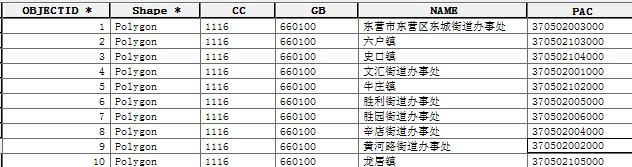 OBJECTID * Shape * CC GB NAME PAC
1 Polygon 1116 660100 东营市东营区东城街道办事处 370502003000
2 Polygon 1116 660100 六户镇 370502103000
3 Polygon 1116 660100 史口镇 370502104000
4 Polygon 1116 660100 文汇街道办事处 370502001000
5 Polygon 1116 660100 牛庄镇 370502102000
6 Polygon 1116 660100 胜利街道办事处 370502005000
7 Polygon 1116 660100 胜园街道办事处 370502006000
8 Polygon 1116 660100 辛店街道办事处 370502004000
9 Polygon 1116 660100 黄河路街道办事处 370502002000
10 Polygon 1116 660100 龙居镇 370502105000